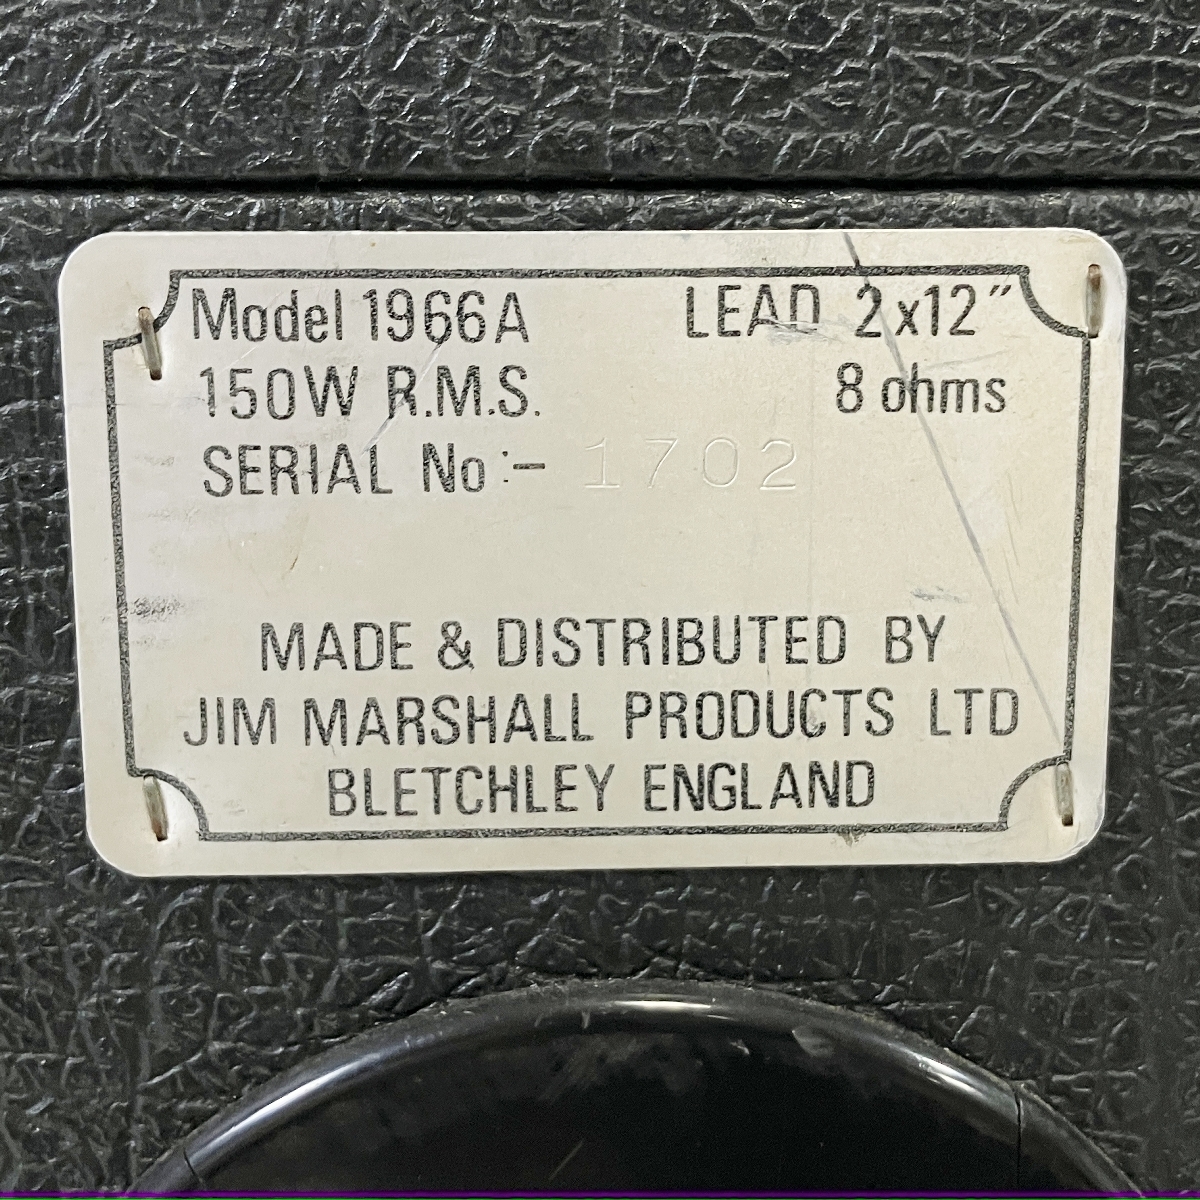 Model 1966A LEAD 2x12"
150W R.M.S. 8 ohms
SERIAL No :- 1702
MADE & DISTRIBUTED BY
JIM MARSHALL PRODUCTS LTD
BLETCHLEY ENGLAND